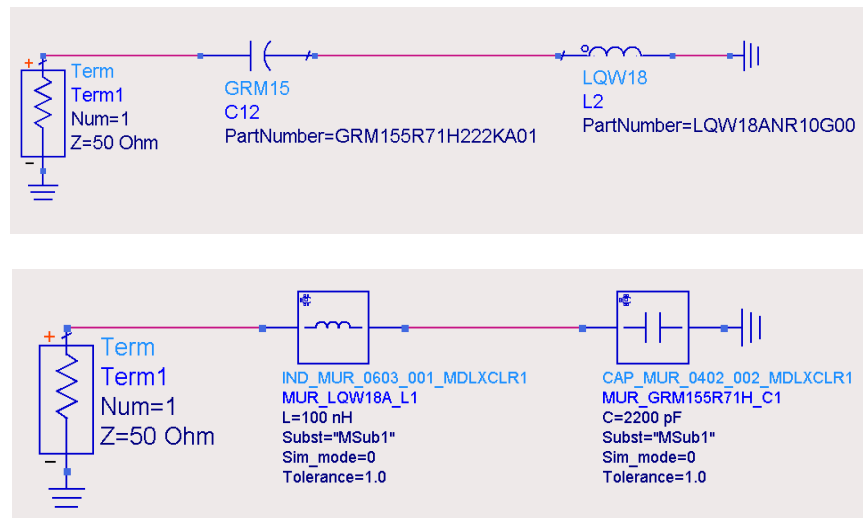 +
Term
Term1
Num=1
Z=50 Ohm
-
GRM15
C12
PartNumber=GRM155R71H222KA01
LQW18
L2
PartNumber=LQW18ANR10G00
+
Term
Term1
Num=1
Z=50 Ohm
-
IND_MUR_0603_001_MDLXCLR1
MUR_LQW18A_L1
L=100 nH
Subst="MSub1"
Sim_mode=0
Tolerance=1.0
CAP_MUR_0402_002_MDLXCLR1
MUR_GRM155R71H_C1
C=2200 pF
Subst="MSub1"
Sim_mode=0
Tolerance=1.0